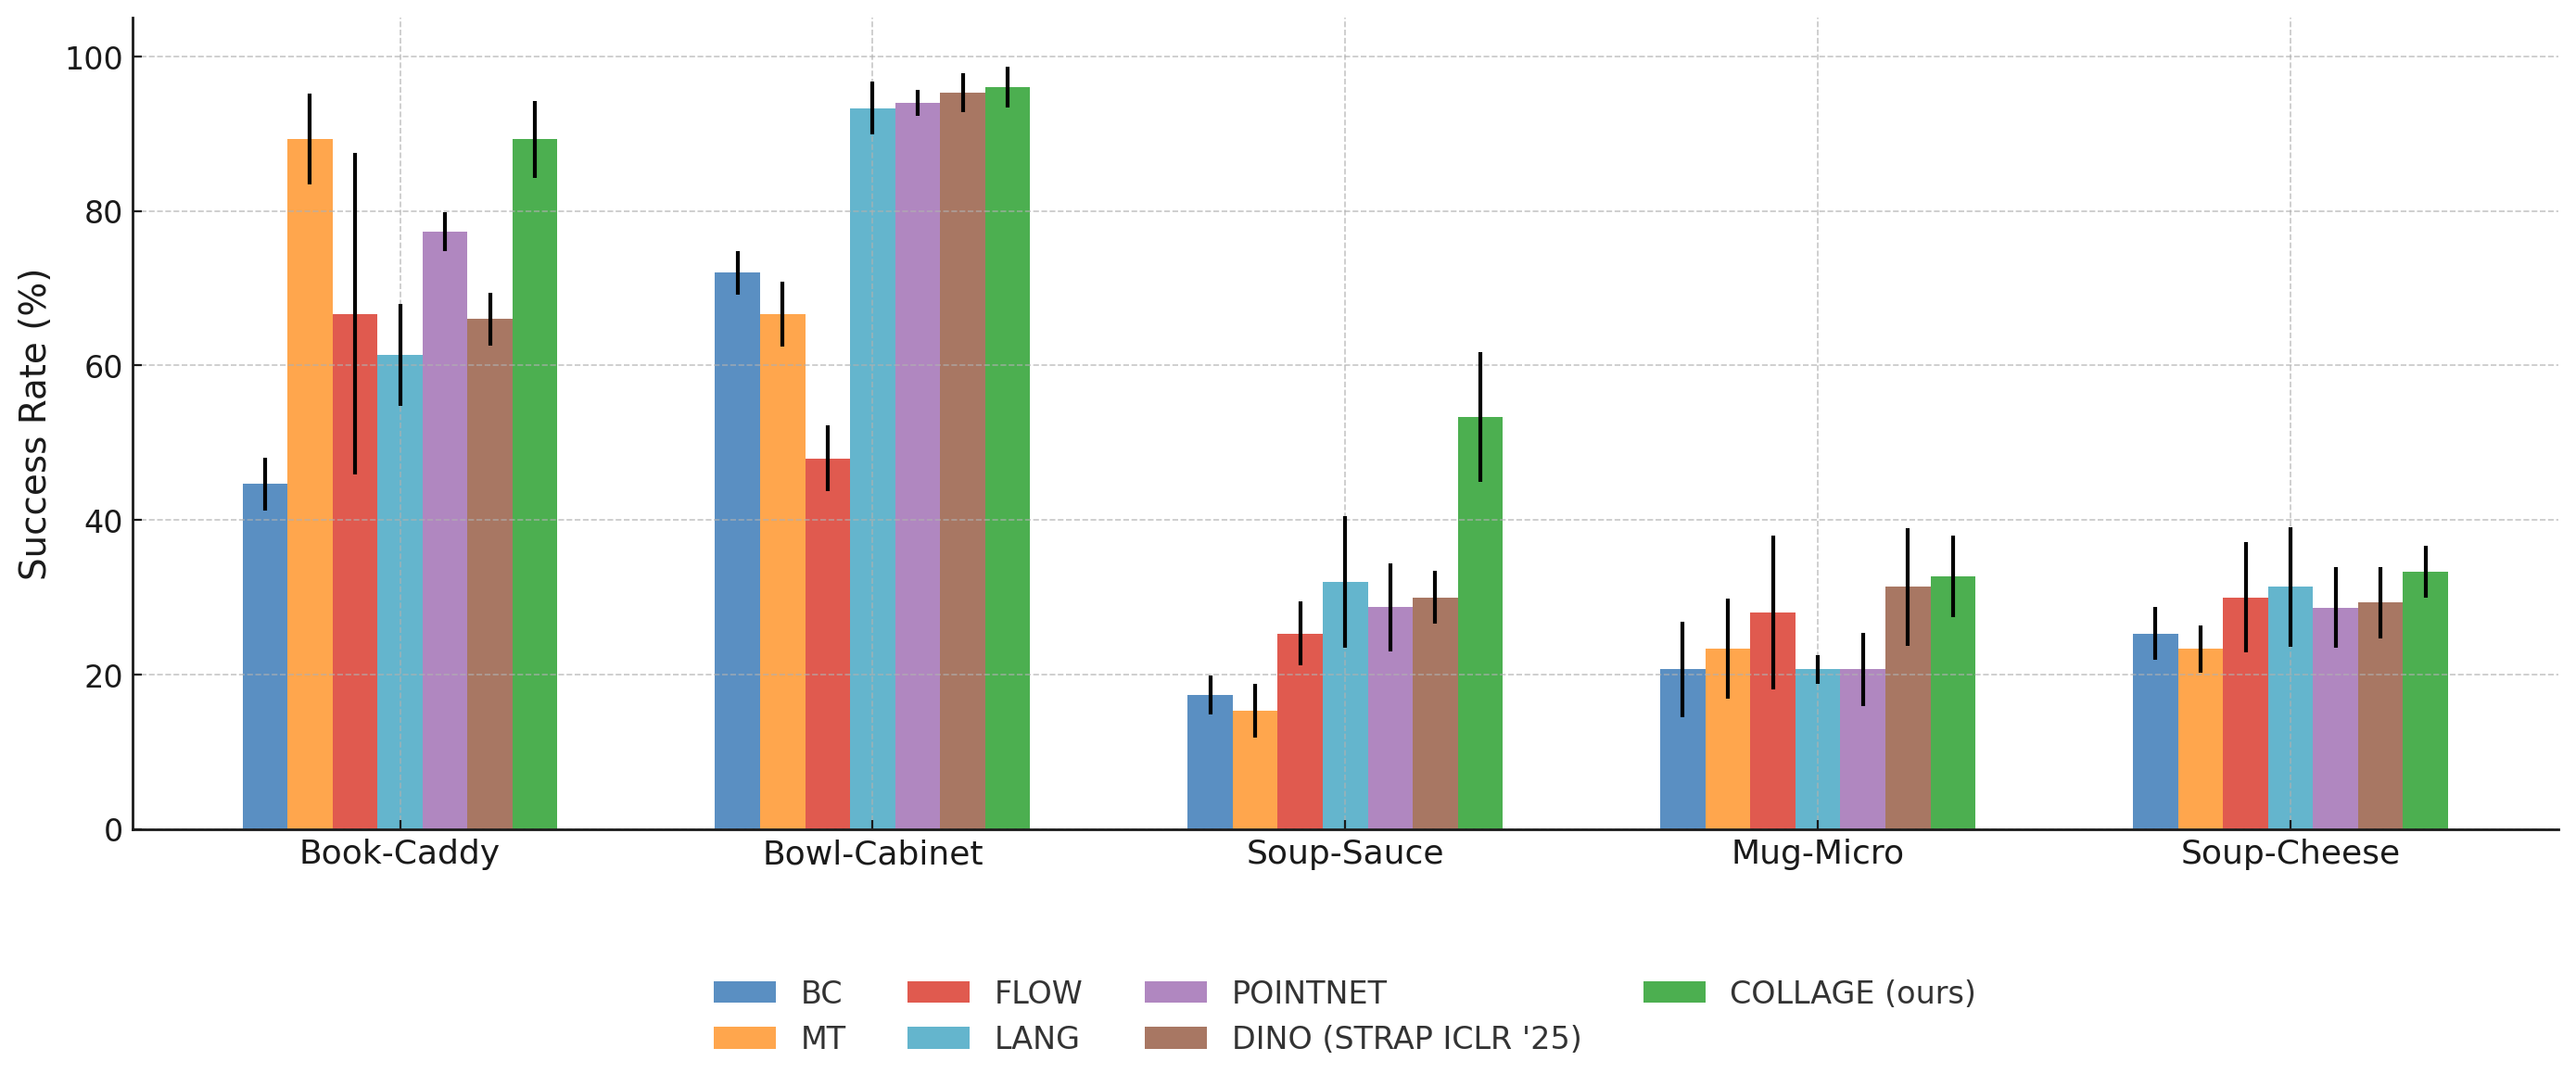 Success Rate (%)
100
80
60
40
20
0
Book-Caddy
Bowl-Cabinet
Soup-Sauce
Mug-Micro
Soup-Cheese
BC
MT
FLOW
LANG
POINTNET
DINO (STRAP ICLR '25)
COLLAGE (ours)